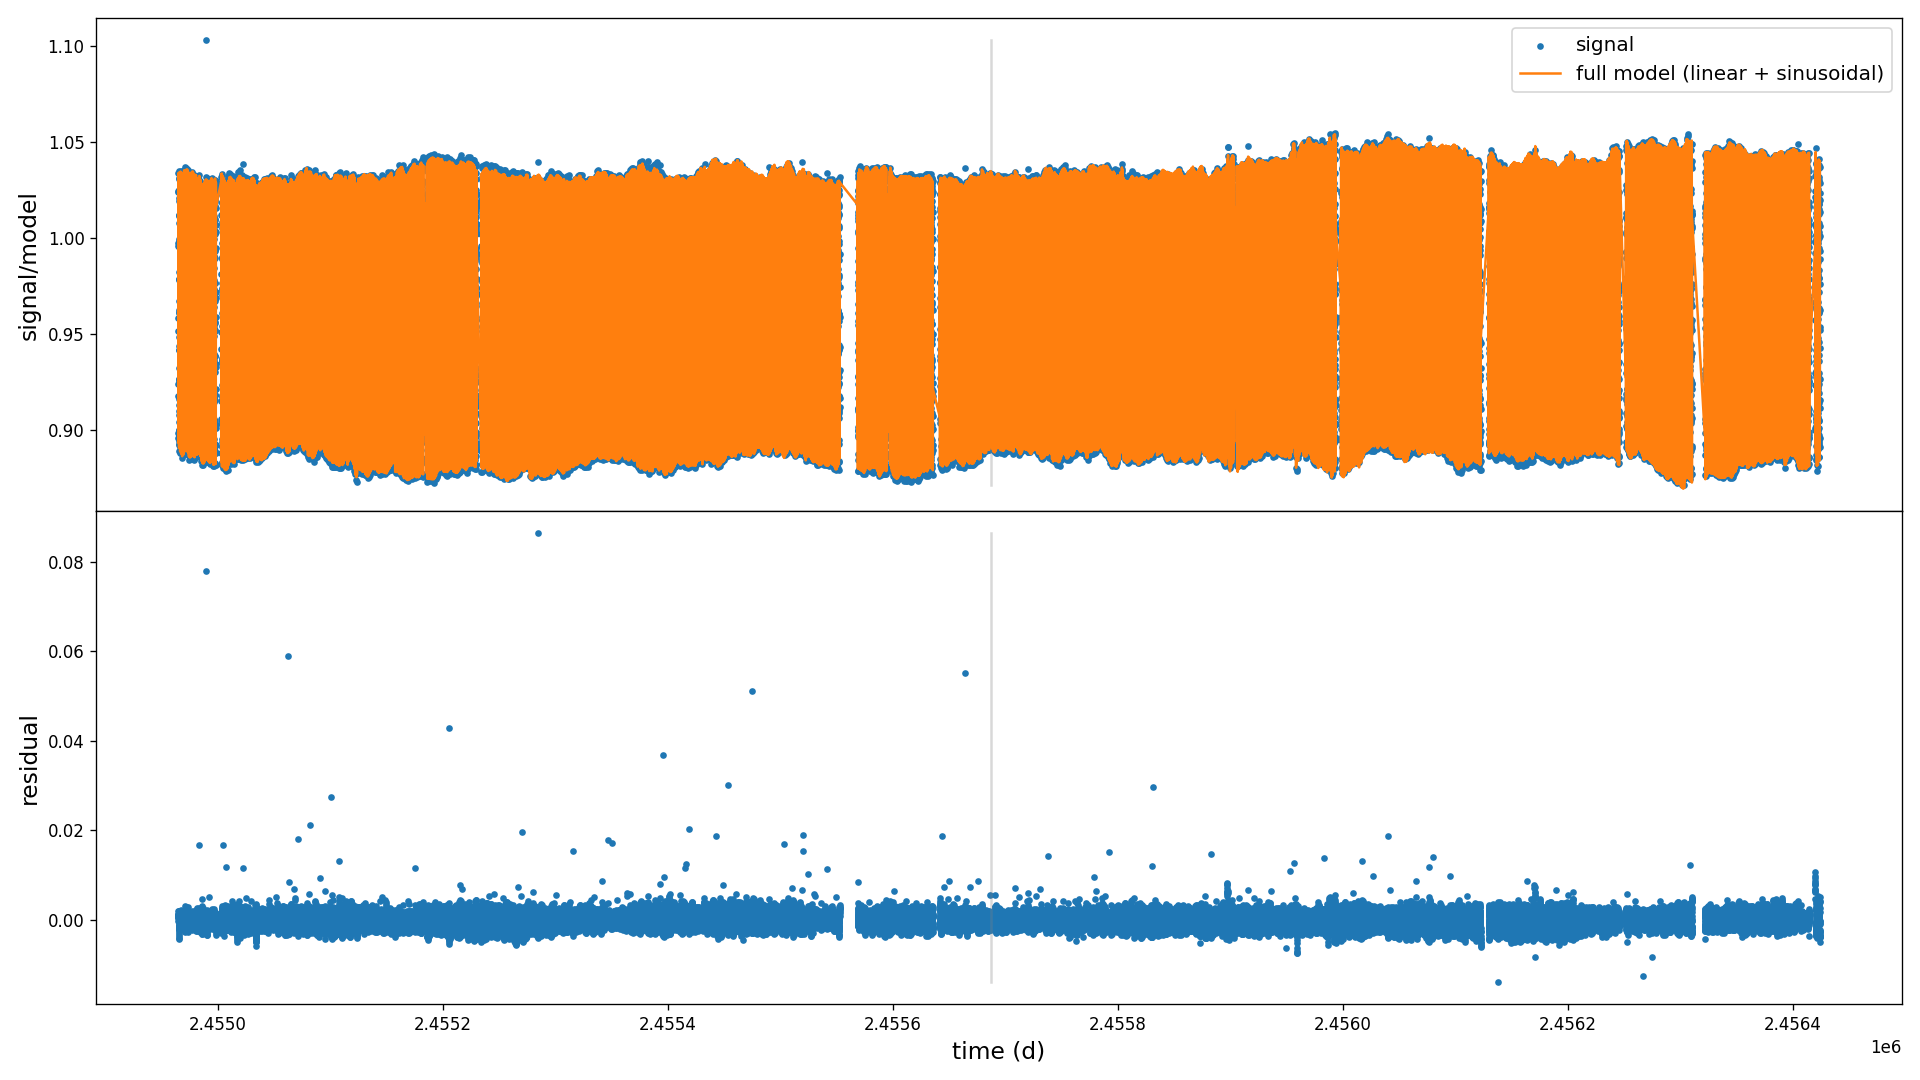 signal
full model (linear + sinusoidal)
signal/model
1.10
1.05
1.00
0.95
0.90
residual
0.08
0.06
0.04
0.02
0.00
2.4550 2.4552 2.4554 2.4556 2.4558 2.4560 2.4562 2.4564
1e6
time (d)